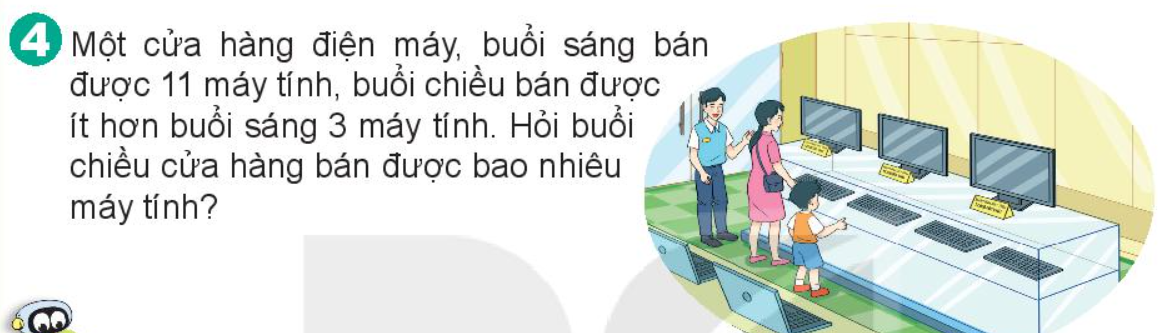 4 Một cửa hàng điện máy, buổi sáng bán
được 11 máy tính, buổi chiều bán được
ít hơn buổi sáng 3 máy tính. Hỏi buổi
chiều cửa hàng bán được bao nhiêu
máy tính?